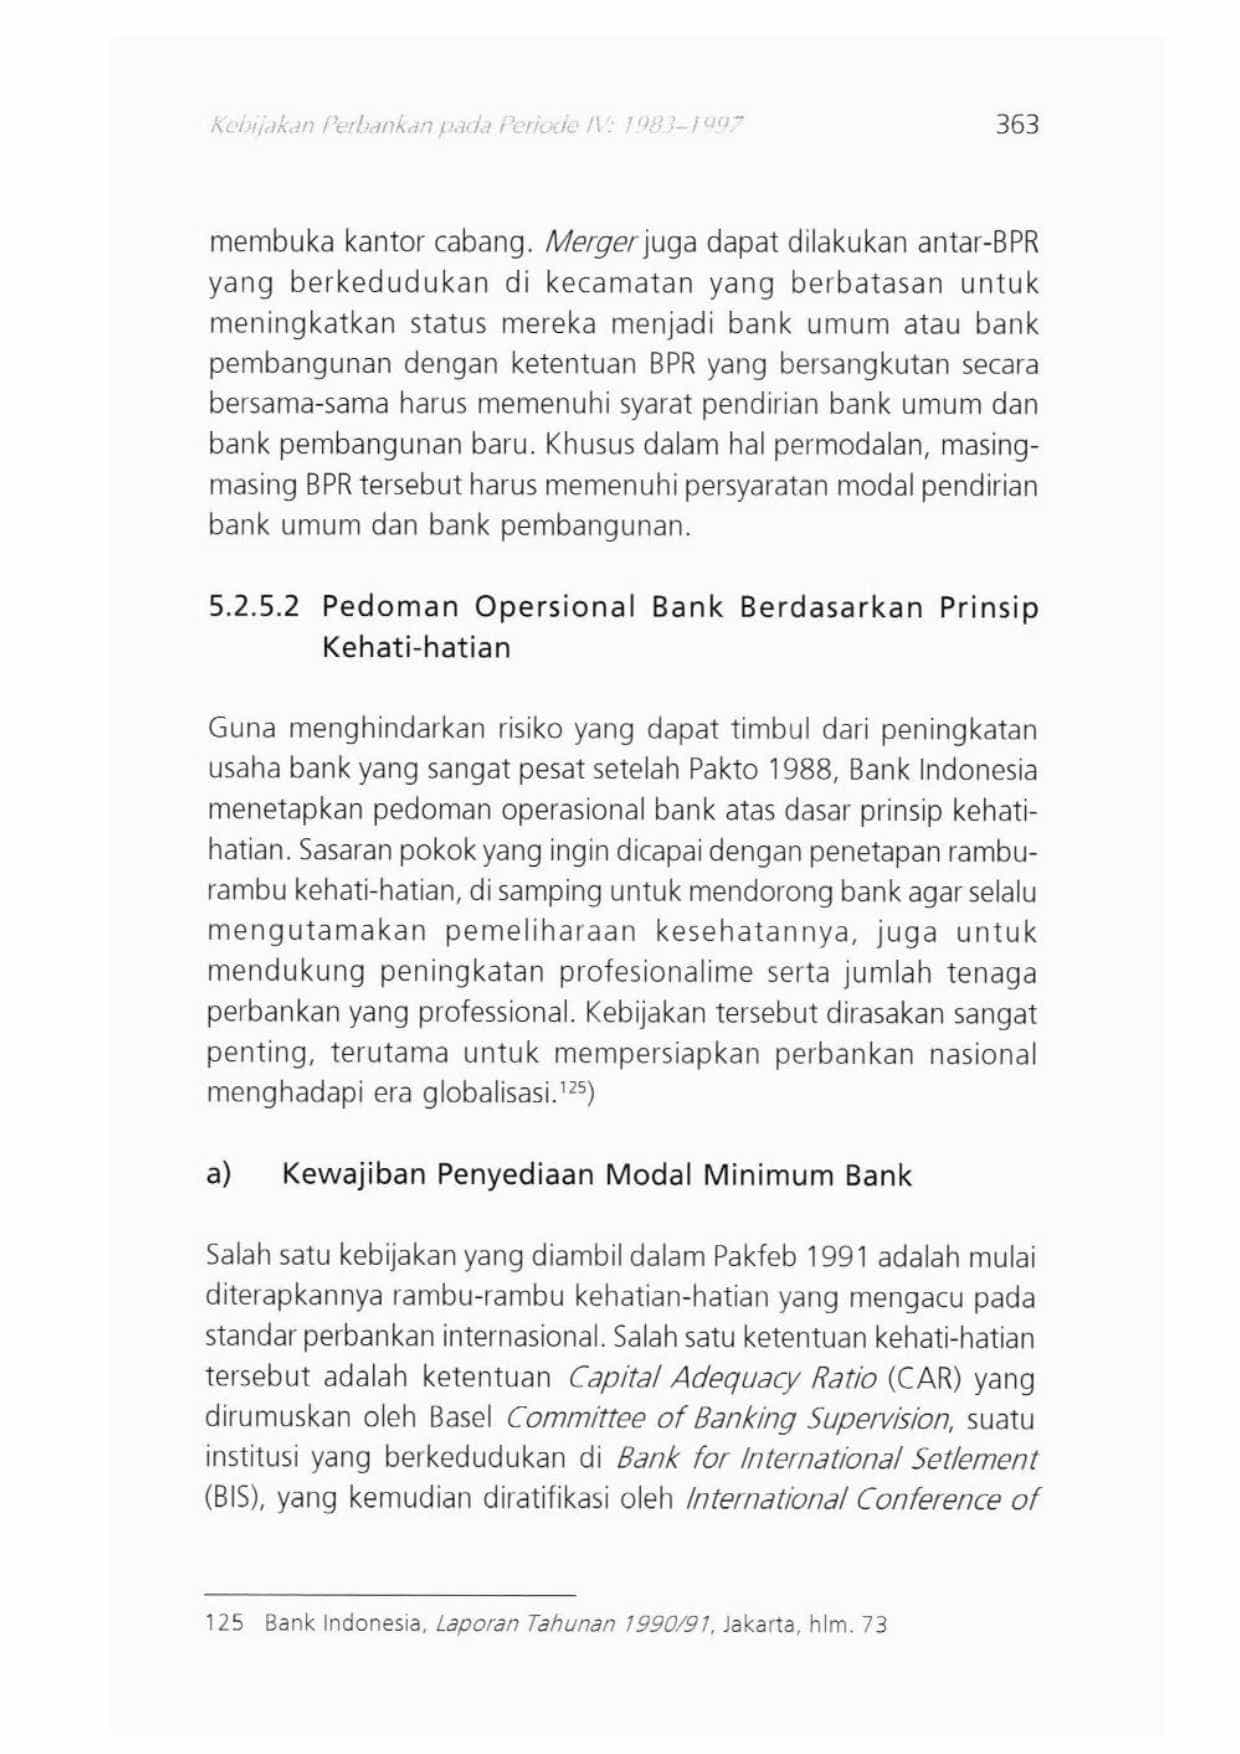 Kebijakan Perbankan pada Periode IV: 1983–1997 363
membuka kantor cabang. Merger juga dapat dilakukan antar-BPR
yang berkedudukan di kecamatan yang berbatasan untuk
meningkatkan status mereka menjadi bank umum atau bank
pembangunan dengan ketentuan BPR yang bersangkutan secara
bersama-sama harus memenuhi syarat pendirian bank umum dan
bank pembangunan baru. Khusus dalam hal permodalan, masing-
masing BPR tersebut harus memenuhi persyaratan modal pendirian
bank umum dan bank pembangunan.
5.2.5.2 Pedoman Opersional Bank Berdasarkan Prinsip
Kehati-hatian
Guna menghindarkan risiko yang dapat timbul dari peningkatan
usaha bank yang sangat pesat setelah Pakto 1988, Bank Indonesia
menetapkan pedoman operasional bank atas dasar prinsip kehati-
hatian. Sasaran pokok yang ingin dicapai dengan penetapan rambu-
rambu kehati-hatian, di samping untuk mendorong bank agar selalu
mengutamakan pemeliharaan kesehatannya, juga untuk
mendukung peningkatan profesionalime serta jumlah tenaga
perbankan yang professional. Kebijakan tersebut dirasakan sangat
penting, terutama untuk mempersiapkan perbankan nasional
menghadapi era globalisasi.¹²⁵)
a) Kewajiban Penyediaan Modal Minimum Bank
Salah satu kebijakan yang diambil dalam Pakfeb 1991 adalah mulai
diterapkannya rambu-rambu kehatian-hatian yang mengacu pada
standar perbankan internasional. Salah satu ketentuan kehati-hatian
tersebut adalah ketentuan Capital Adequacy Ratio (CAR) yang
dirumuskan oleh Basel Committee of Banking Supervision, suatu
institusi yang berkedudukan di Bank for International Setlement
(BIS), yang kemudian diratifikasi oleh International Conference of
125 Bank Indonesia, Laporan Tahunan 1990/91, Jakarta, hlm. 73